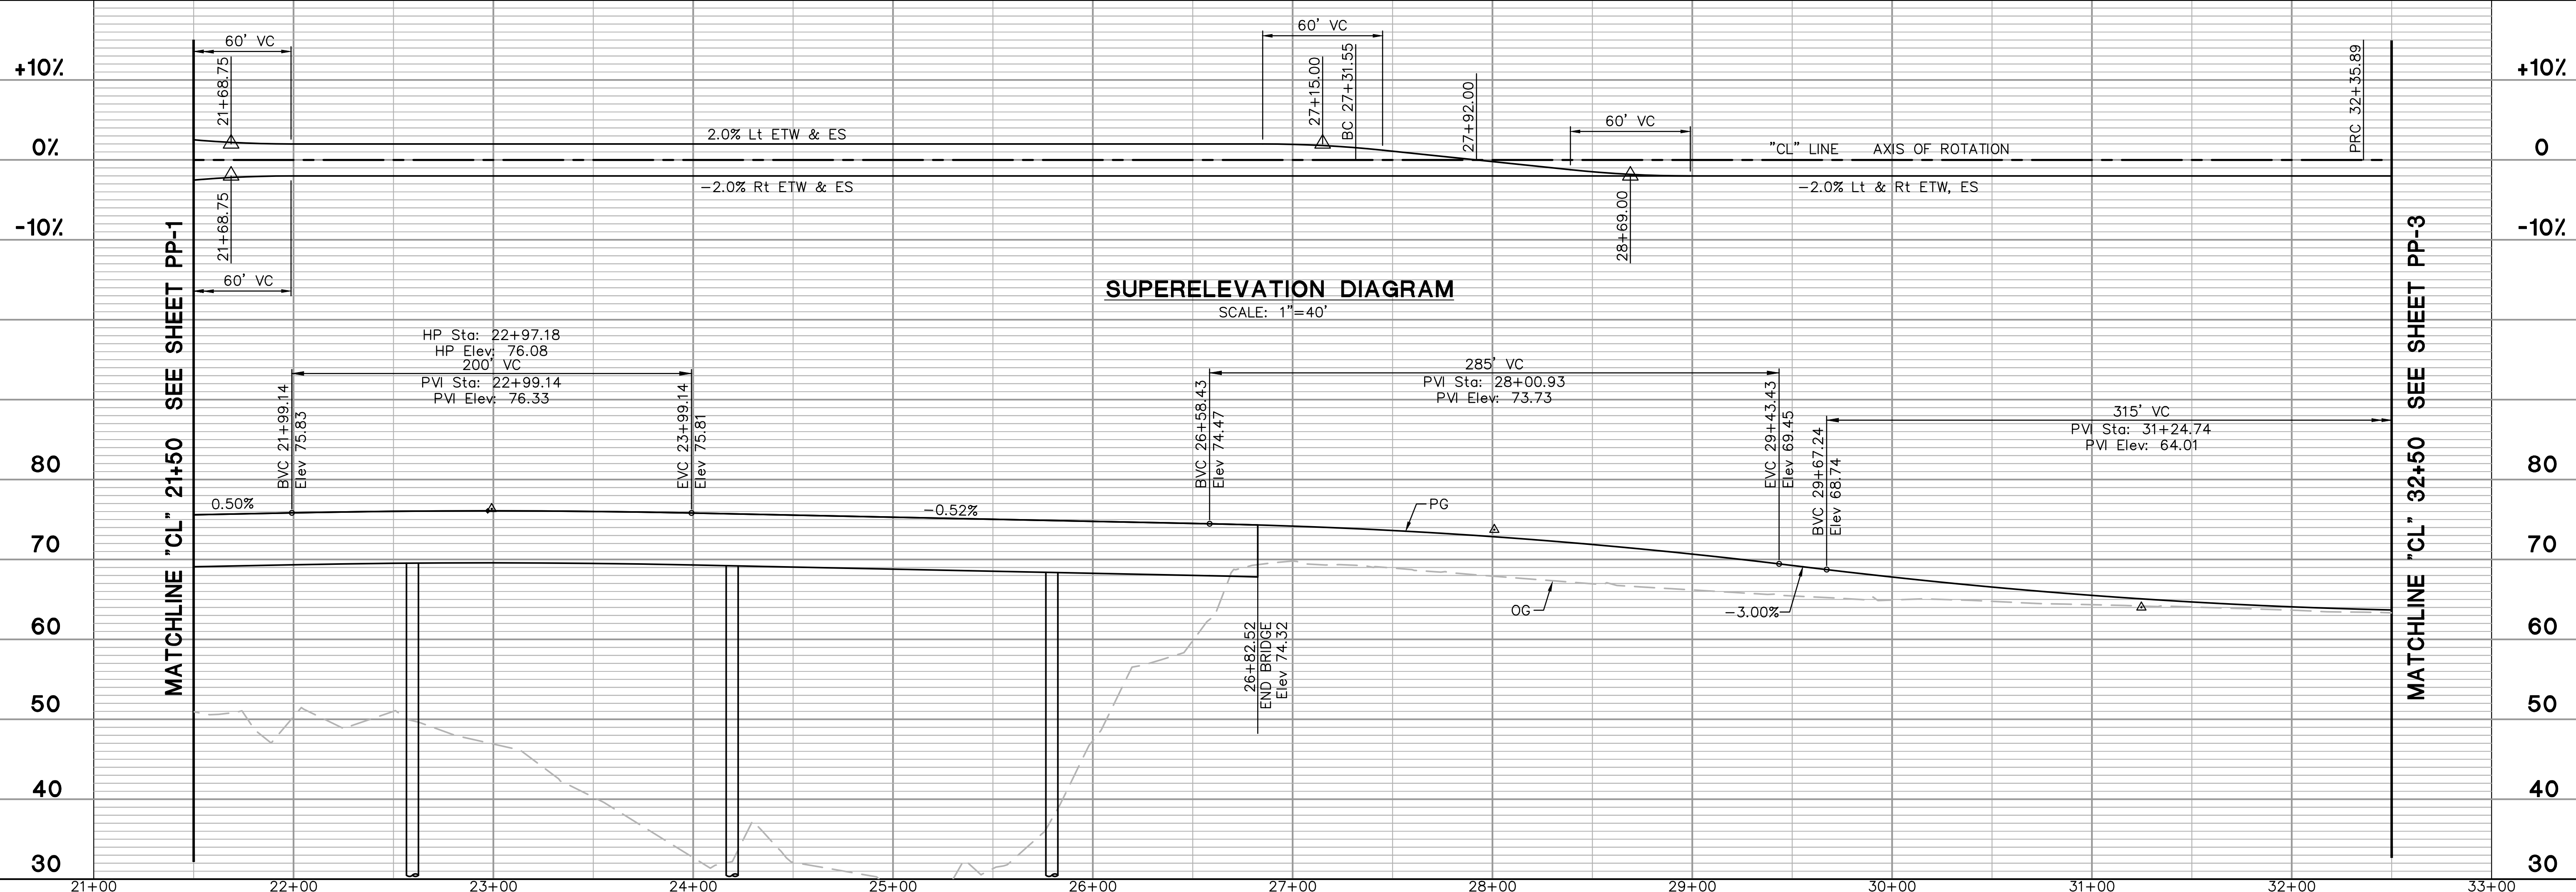 60' VC
60' VC
+10%
21+68.75
27+15.00
BC 27+31.55
27+92.00
PRC 32+35.89
+10%
60' VC
0%
2.0% Lt ETW & ES
"CL" LINE AXIS OF ROTATION
0
-2.0% Rt ETW & ES
-2.0% Lt & Rt ETW, ES
21+68.75
28+69.00
-10%
-10%
60' VC
SUPERELEVATION DIAGRAM
SCALE: 1"=40'
MATCHLINE "CL" 21+50 SEE SHEET PP-1
MATCHLINE "CL" 32+50 SEE SHEET PP-3
HP Sta: 22+97.18
HP Elev: 76.08
200' VC
PVI Sta: 22+99.14
PVI Elev: 76.33
285' VC
PVI Sta: 28+00.93
PVI Elev: 73.73
315' VC
PVI Sta: 31+24.74
PVI Elev: 64.01
BVC 21+99.14
Elev 75.83
EVC 23+99.14
Elev 75.81
BVC 26+58.43
Elev 74.47
EVC 29+43.43
Elev 69.45
BVC 29+67.24
Elev 68.74
80
80
0.50%
-0.52%
PG
70
70
OG
-3.00%
60
60
26+82.52
END BRIDGE
Elev 74.32
50
50
40
40
30
30
21+00 22+00 23+00 24+00 25+00 26+00 27+00 28+00 29+00 30+00 31+00 32+00 33+00